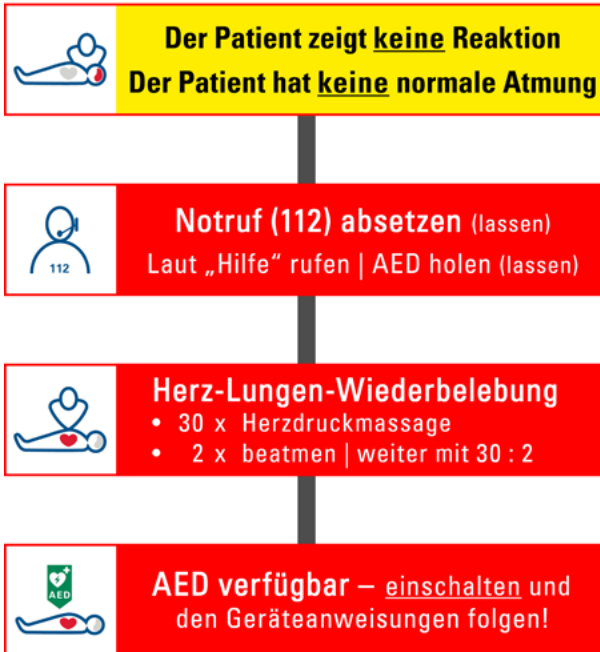 Der Patient zeigt keine Reaktion
Der Patient hat keine normale Atmung
112
Notruf (112) absetzen (lassen)
Laut „Hilfe“ rufen | AED holen (lassen)
Herz-Lungen-Wiederbelebung
• 30 x Herzdruckmassage
• 2 x beatmen | weiter mit 30 : 2
AED
AED verfügbar – einschalten und
den Geräteanweisungen folgen!